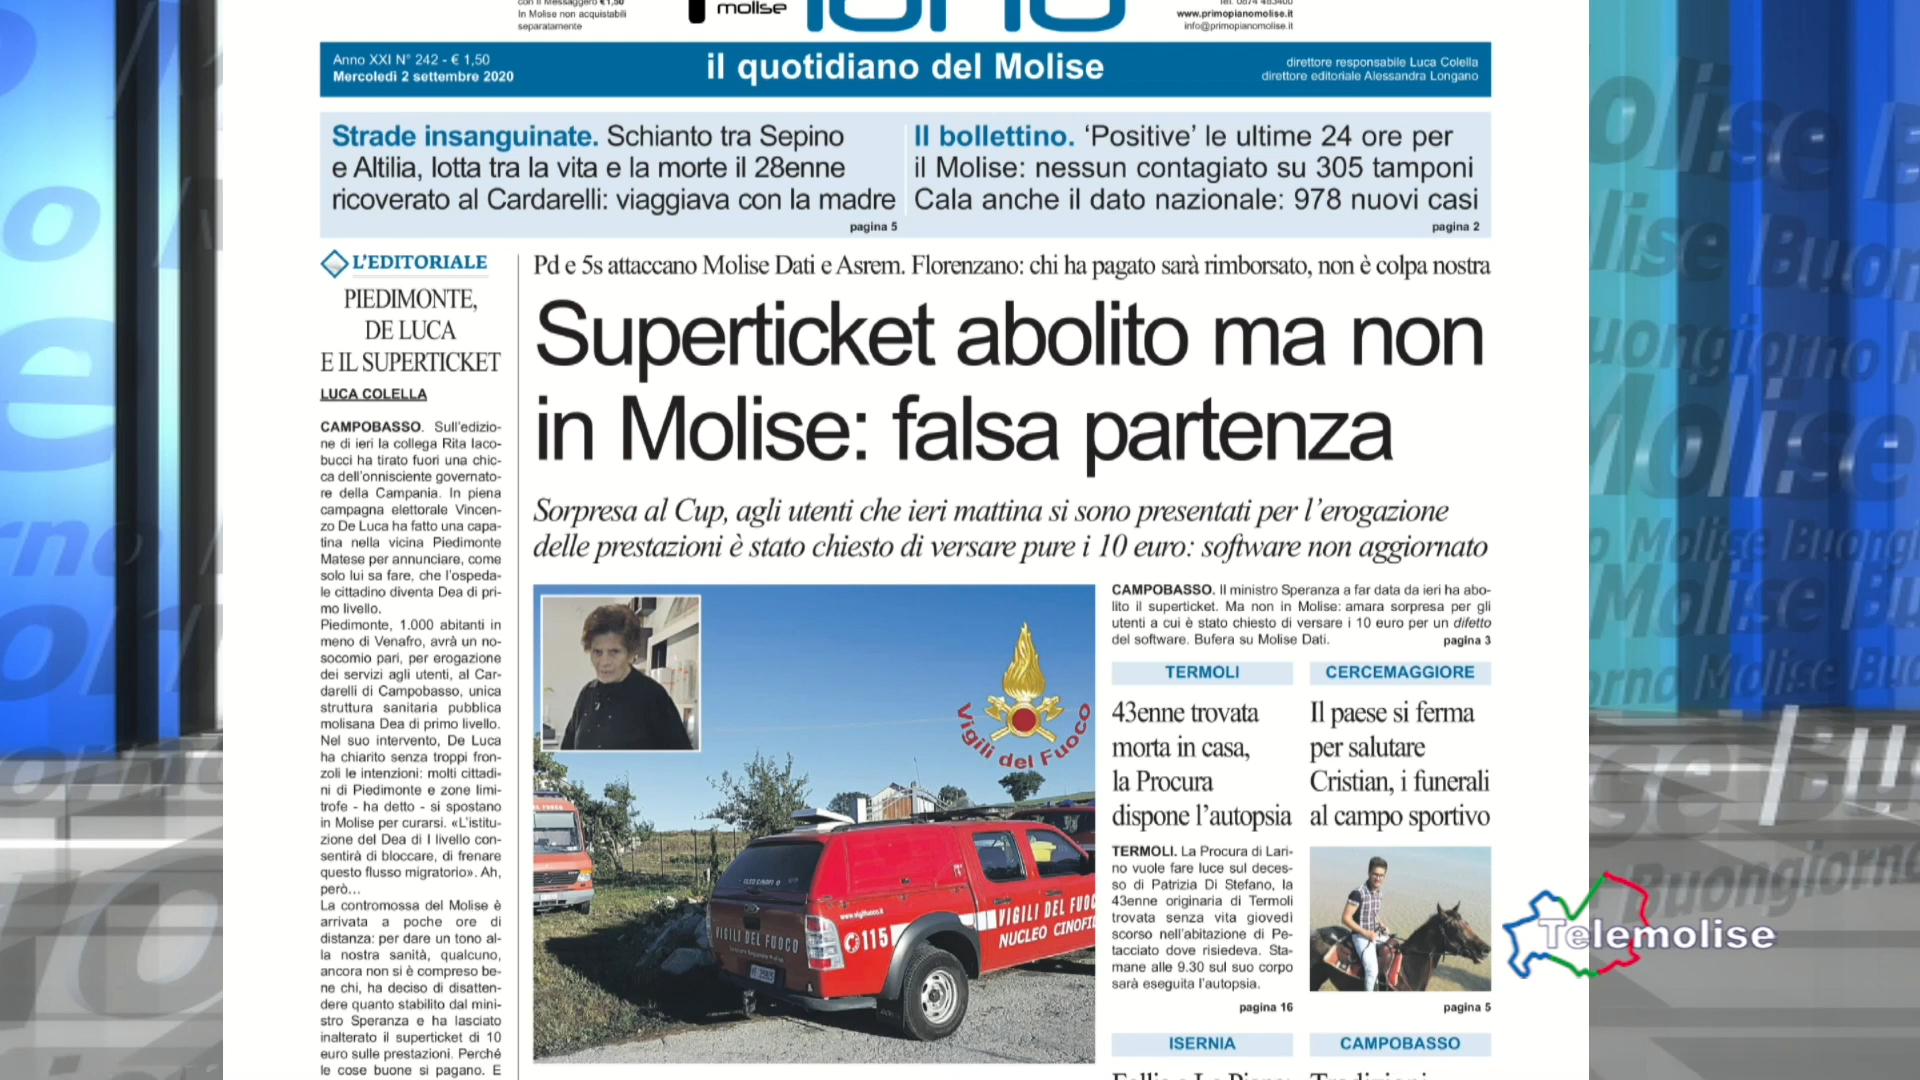 con Il Messaggero €1,50
In Molise non acquistabili
separatamente
molise
www.primopianomolise.it
info@primopianomolise.it
Anno XXI N° 242 - € 1,50
Mercoledì 2 settembre 2020
il quotidiano del Molise
direttore responsabile Luca Colella
direttore editoriale Alessandra Longano
Strade insanguinate. Schianto tra Sepino
e Altilia, lotta tra la vita e la morte il 28enne
ricoverato al Cardarelli: viaggiava con la madre
pagina 5
Il bollettino. ‘Positive’ le ultime 24 ore per
il Molise: nessun contagiato su 305 tamponi
Cala anche il dato nazionale: 978 nuovi casi
pagina 2
L’EDITORIALE
PIEDIMONTE,
DE LUCA
E IL SUPERTICKET
LUCA COLELLA
CAMPOBASSO. Sull’edizio-
ne di ieri la collega Rita Iaco-
bucci ha tirato fuori una chic-
ca dell’onnisciente governato-
re della Campania. In piena
campagna elettorale Vincen-
zo De Luca ha fatto una capa-
tina nella vicina Piedimonte
Matese per annunciare, come
solo lui sa fare, che l’ospeda-
le cittadino diventa Dea di pri-
mo livello.
Piedimonte, 1.000 abitanti in
meno di Venafro, avrà un no-
socomio pari, per erogazione
dei servizi agli utenti, al Car-
darelli di Campobasso, unica
struttura sanitaria pubblica
molisana Dea di primo livello.
Nel suo intervento, De Luca
ha chiarito senza troppi fron-
zoli le intenzioni: molti cittadi-
ni di Piedimonte e zone limi-
trofe - ha detto - si spostano
in Molise per curarsi. «L’istitu-
zione del Dea di I livello con-
sentirà di bloccare, di frenare
questo flusso migratorio». Ah,
però...
La contromossa del Molise è
arrivata a poche ore di
distanza: per dare un tono al-
la nostra sanità, qualcuno,
ancora non si è compreso be-
ne chi, ha deciso di disatten-
dere quanto stabilito dal mini-
stro Speranza e ha lasciato
inalterato il superticket di 10
euro sulle prestazioni. Perché
le cose buone si pagano. E
Pd e 5s attaccano Molise Dati e Asrem. Florenzano: chi ha pagato sarà rimborsato, non è colpa nostra
Superticket abolito ma non
in Molise: falsa partenza
Sorpresa al Cup, agli utenti che ieri mattina si sono presentati per l’erogazione
delle prestazioni è stato chiesto di versare pure i 10 euro: software non aggiornato
Vigili del Fuoco
www.vigilfuoco.it
VIGILI DEL FUOCO
115
VIGILI DEL FUOC
NUCLEO CINOFI
CAMPOBASSO. Il ministro Speranza a far data da ieri ha abo-
lito il superticket. Ma non in Molise: amara sorpresa per gli
utenti a cui è stato chiesto di versare i 10 euro per un difetto
del software. Bufera su Molise Dati.
pagina 3
TERMOLI
43enne trovata
morta in casa,
la Procura
dispone l’autopsia
TERMOLI. La Procura di Lari-
no vuole fare luce sul deces-
so di Patrizia Di Stefano, la
43enne originaria di Termoli
trovata senza vita giovedì
scorso nell’abitazione di Pe-
tacciato dove risiedeva. Sta-
mane alle 9.30 sul suo corpo
sarà eseguita l’autopsia.
pagina 16
CERCEMAGGIORE
Il paese si ferma
per salutare
Cristian, i funerali
al campo sportivo
pagina 5
ISERNIA
CAMPOBASSO
Telemolise